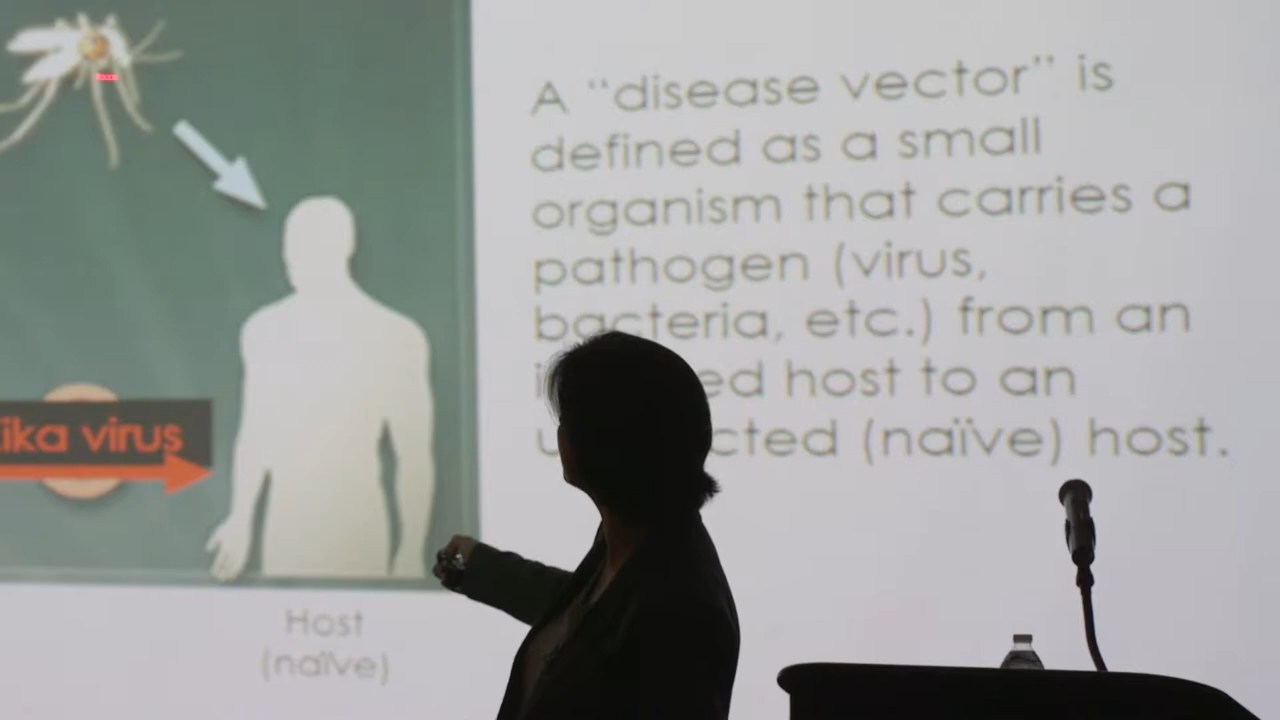 A “disease vector” is
defined as a small
organism that carries a
pathogen (virus,
bacteria, etc.) from an
ed host to an
cted (naïve) host.
ika virus
Host
(naïve)